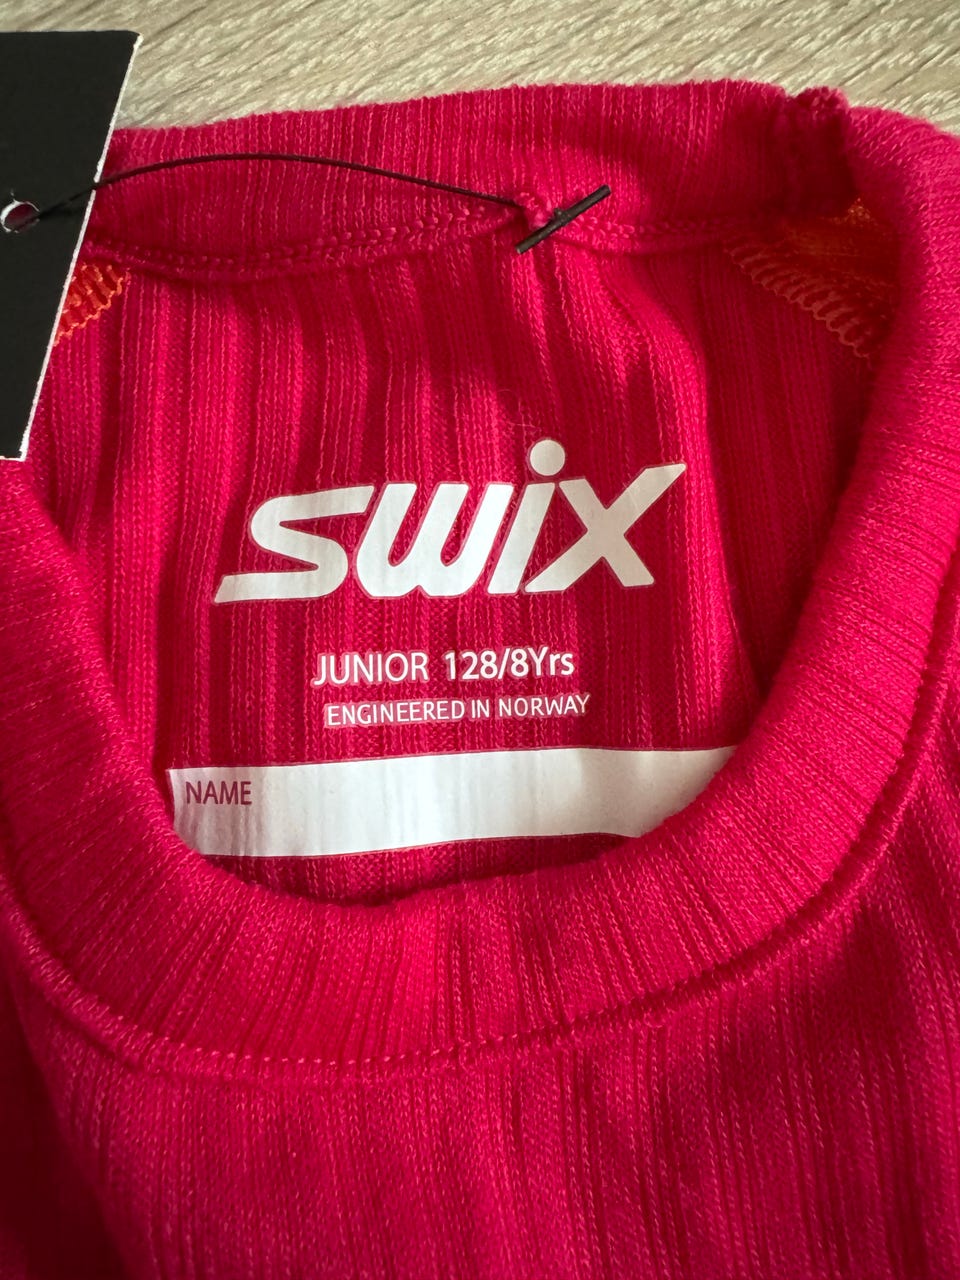 swix
JUNIOR 128/8Yrs
ENGINEERED IN NORWAY
NAME